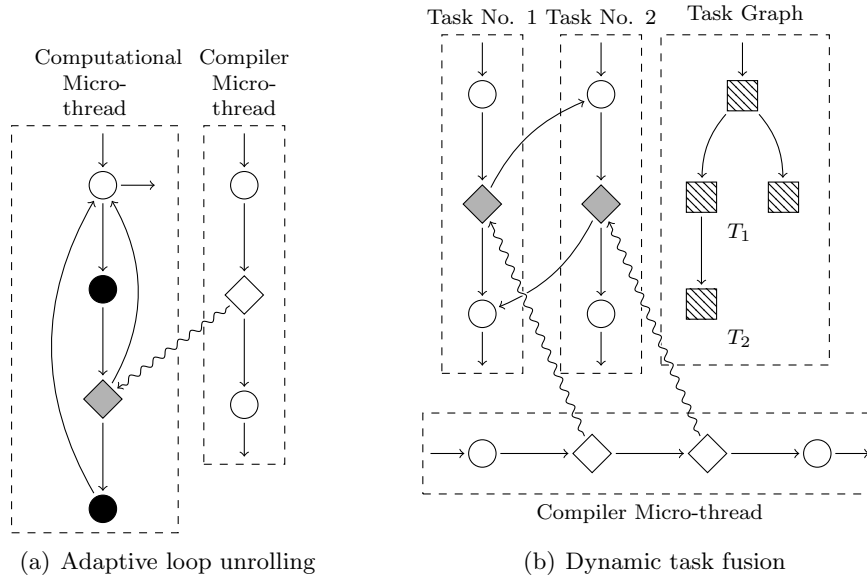 Computational
Micro-
thread
Compiler
Micro-
thread
(a) Adaptive loop unrolling
Task No. 1
Task No. 2
Task Graph
T1
T2
Compiler Micro-thread
(b) Dynamic task fusion